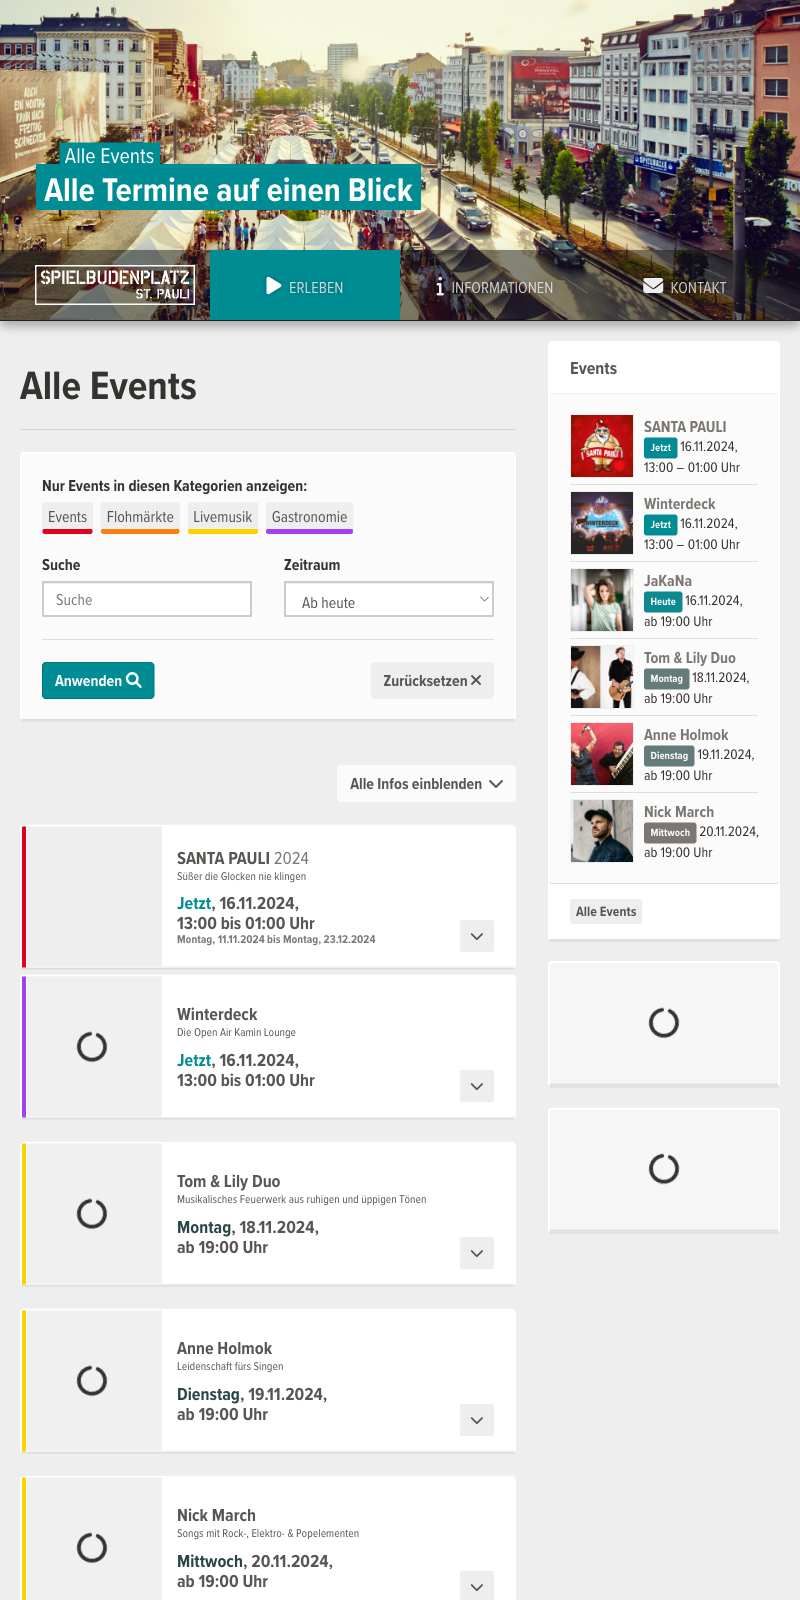 AUCH
EIN MOUTING
KANN NACH
FREITAG
SCHMECKEN
Alle Events
Alle Termine auf einen Blick
SPIELBUDENPLATZ
ST. PAULI
ERLEBEN
INFORMATIONEN
KONTAKT
Alle Events
Nur Events in diesen Kategorien anzeigen:
Events
Flohmärkte
Livemusik
Gastronomie
Suche
Zeitraum
Suche
Ab heute
Anwenden
Zurücksetzen
Alle Infos einblenden
SANTA PAULI 2024
Süßer die Glocken nie klingen
Jetzt, 16.11.2024,
13:00 bis 01:00 Uhr
Montag, 11.11.2024 bis Montag, 23.12.2024
Winterdeck
Die Open Air Kamin Lounge
Jetzt, 16.11.2024,
13:00 bis 01:00 Uhr
Tom & Lily Duo
Musikalisches Feuerwerk aus ruhigen und üppigen Tönen
Montag, 18.11.2024,
ab 19:00 Uhr
Anne Holmok
Leidenschaft fürs Singen
Dienstag, 19.11.2024,
ab 19:00 Uhr
Nick March
Songs mit Rock-, Elektro- & Popelementen
Mittwoch, 20.11.2024,
ab 19:00 Uhr
Events
SANTA PAULI
SANTA PAULI
Jetzt 16.11.2024,
13:00 – 01:00 Uhr
WINTERDECK
Winterdeck
Jetzt 16.11.2024,
13:00 – 01:00 Uhr
JaKaNa
Heute 16.11.2024,
ab 19:00 Uhr
Tom & Lily Duo
Montag 18.11.2024,
ab 19:00 Uhr
Anne Holmok
Dienstag 19.11.2024,
ab 19:00 Uhr
Nick March
Mittwoch 20.11.2024,
ab 19:00 Uhr
Alle Events